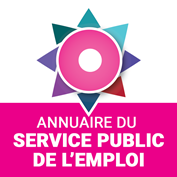 ANNUAIRE DU
SERVICE PUBLIC
DE L'EMPLOI